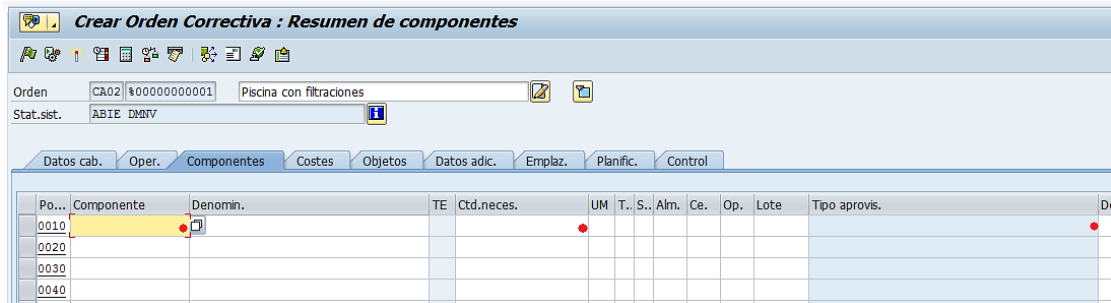 Crear Orden Correctiva : Resumen de componentes
Orden CA02 %00000000001 Piscina con filtraciones
Stat.sist. ABIE DMNV
Datos cab. Oper. Componentes Costes Objetos Datos adic. Emplaz. Planific. Control
Po... Componente Denomin. TE Ctd.neces. UM T.. S.. Alm. Ce. Op. Lote Tipo aprovis. De
0010
0020
0030
0040